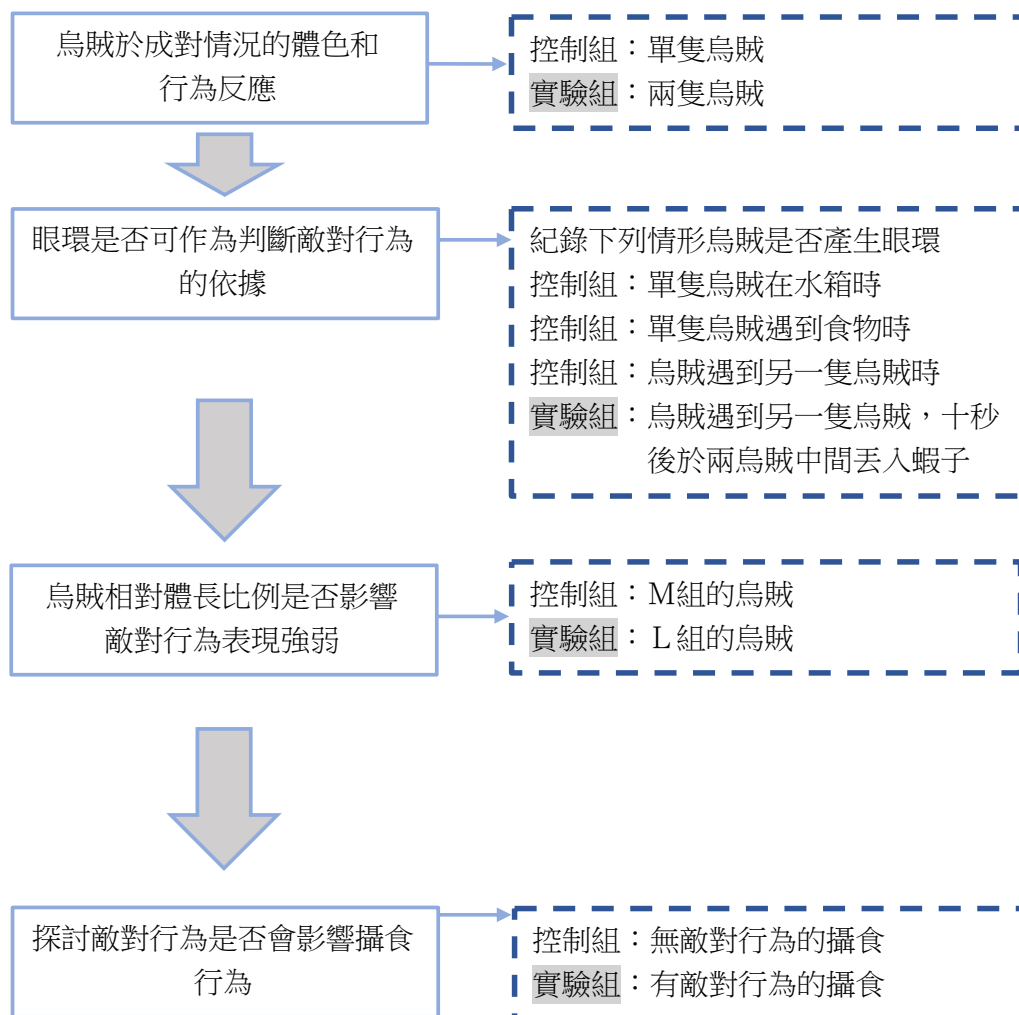 烏賊於成對情況的體色和
行為反應
控制組：單隻烏賊
實驗組：兩隻烏賊
眼環是否可作為判斷敵對行為
的依據
紀錄下列情形烏賊是否產生眼環
控制組：單隻烏賊在水箱時
控制組：單隻烏賊遇到食物時
控制組：烏賊遇到另一隻烏賊時
實驗組：烏賊遇到另一隻烏賊，十秒
後於兩烏賊中間丟入蝦子
烏賊相對體長比例是否影響
敵對行為表現強弱
控制組：M組的烏賊
實驗組：L組的烏賊
探討敵對行為是否會影響攝食
行為
控制組：無敵對行為的攝食
實驗組：有敵對行為的攝食